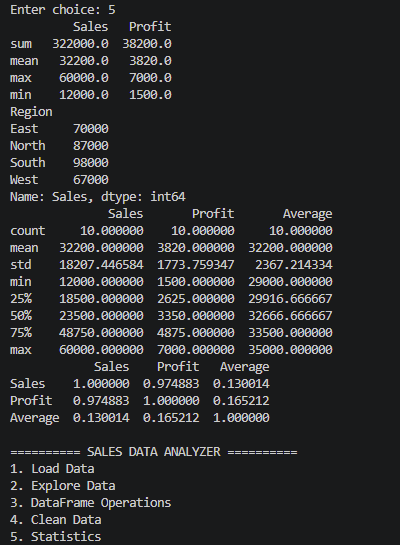 Enter choice: 5
Sales Profit
sum 322000.0 38200.0
mean 32200.0 3820.0
max 60000.0 7000.0
min 12000.0 1500.0
Region
East 70000
North 87000
South 98000
West 67000
Name: Sales, dtype: int64
Sales Profit Average
count 10.000000 10.000000 10.000000
mean 32200.000000 3820.000000 32200.000000
std 18207.446584 1773.759347 2367.214334
min 12000.000000 1500.000000 29000.000000
25% 18500.000000 2625.000000 29916.666667
50% 23500.000000 3350.000000 32666.666667
75% 48750.000000 4875.000000 33500.000000
max 60000.000000 7000.000000 35000.000000
Sales Profit Average
Sales 1.000000 0.974883 0.130014
Profit 0.974883 1.000000 0.165212
Average 0.130014 0.165212 1.000000
========== SALES DATA ANALYZER ==========
1. Load Data
2. Explore Data
3. DataFrame Operations
4. Clean Data
5. Statistics